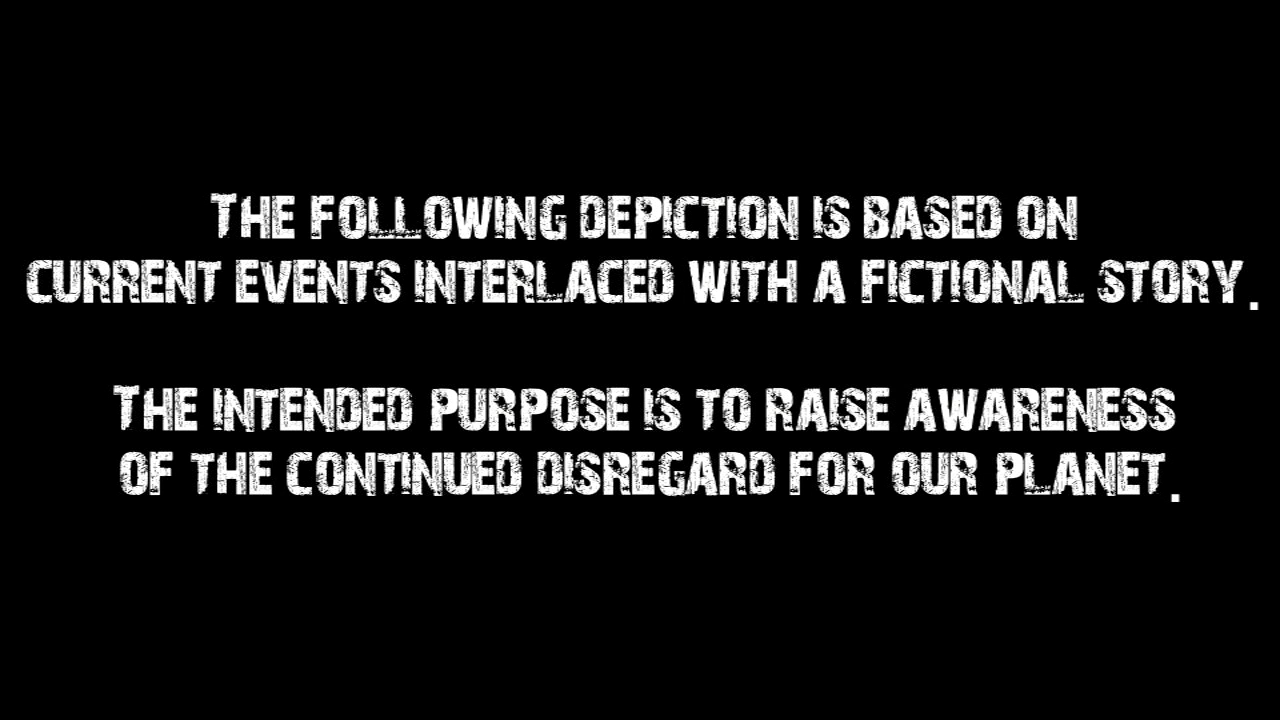 The following depiction is based on
current events interlaced with a fictional story.
The intended purpose is to raise awareness
of the continued disregard for our planet.